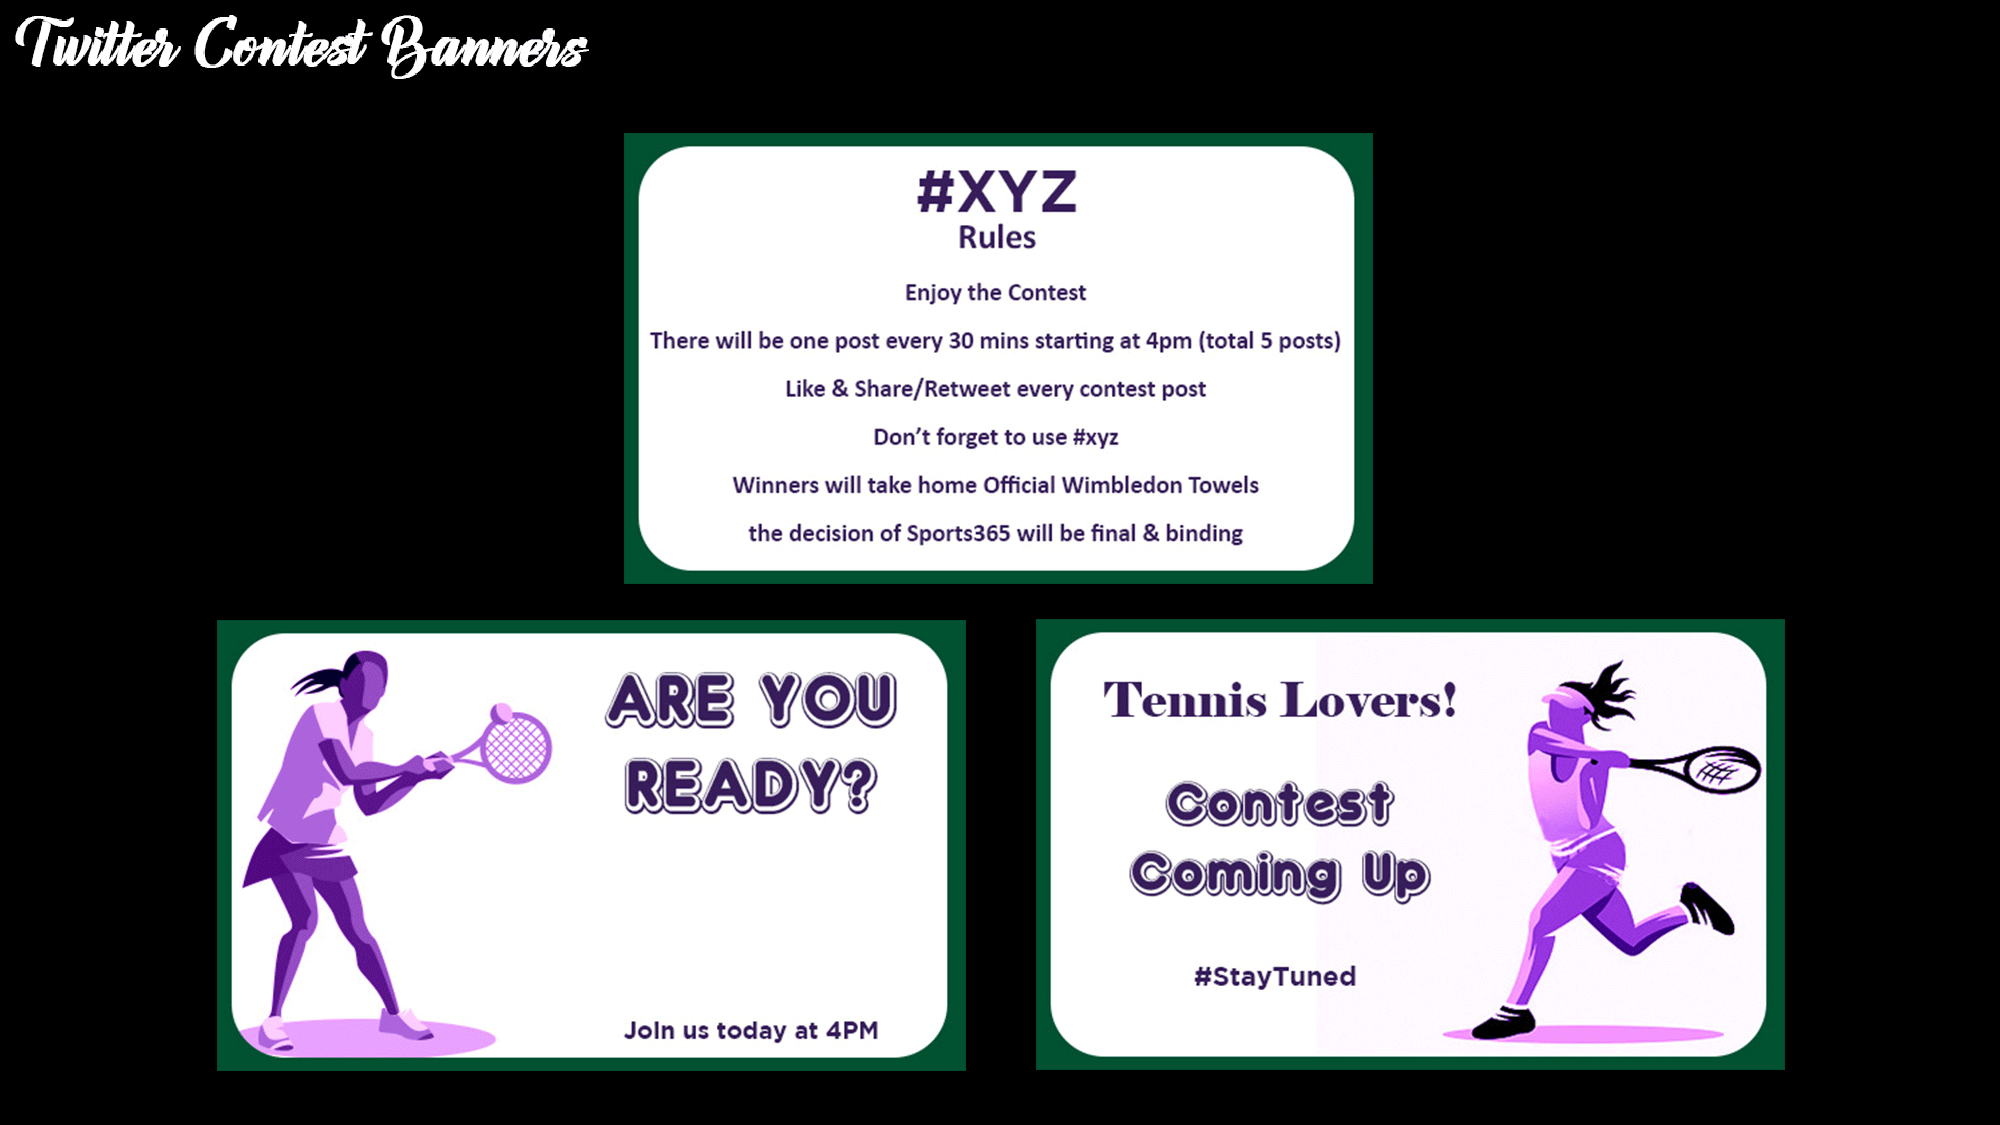 Twitter Contest Banners
#XYZ
Rules
Enjoy the Contest
There will be one post every 30 mins starting at 4pm (total 5 posts)
Like & Share/Retweet every contest post
Don’t forget to use #xyz
Winners will take home Official Wimbledon Towels
the decision of Sports365 will be final & binding
ARE YOU
READY?
Join us today at 4PM
Tennis Lovers!
Contest
Coming Up
#StayTuned